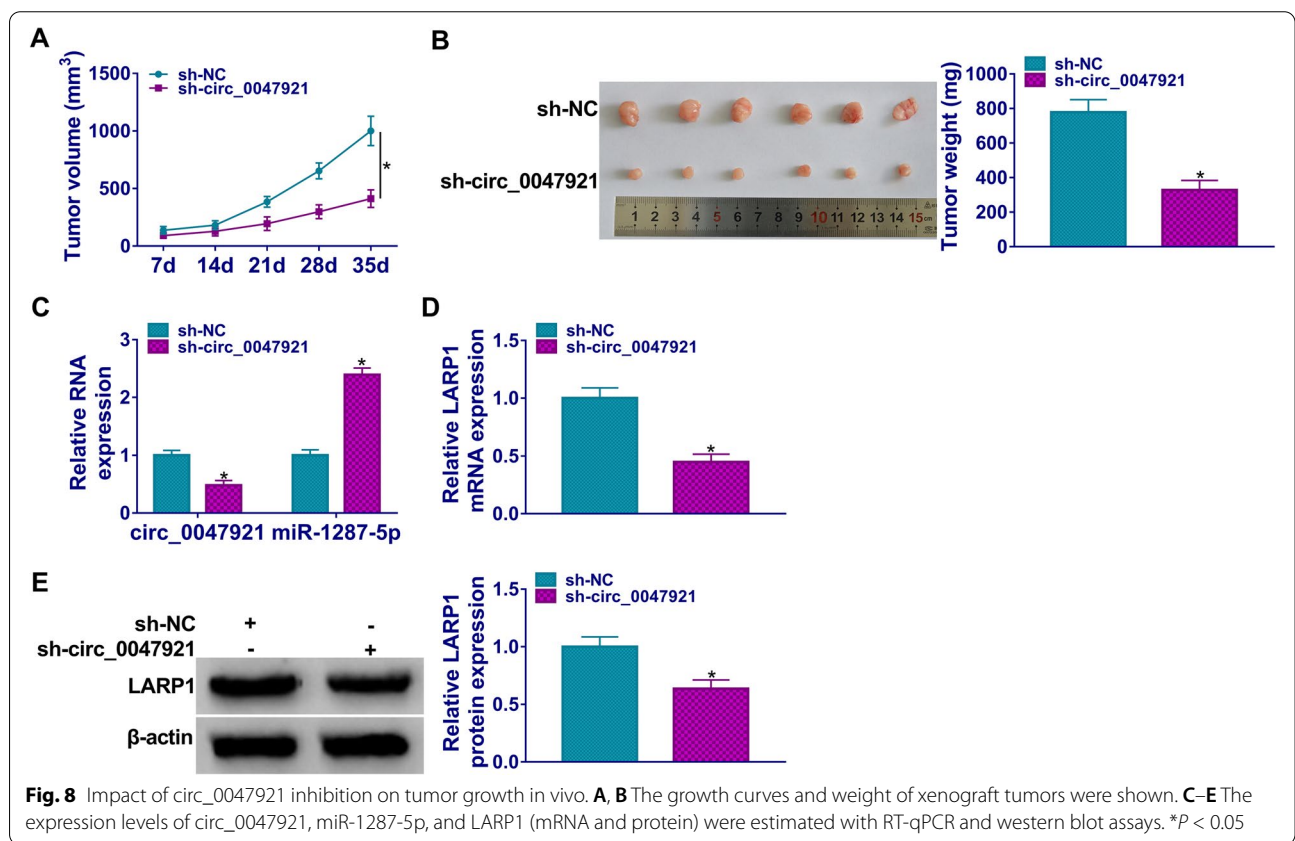 A
Tumor volume (mm³)
1500
1000
500
0
sh-NC
sh-circ_0047921
*
7d 14d 21d 28d 35d
B
sh-NC
sh-circ_0047921
1 2 3 4 5 6 7 8 9 10 11 12 13 14 15
cm
sh-NC
sh-circ_0047921
Tumor weight (mg)
1000
800
600
400
200
0
*
C
sh-NC
sh-circ_0047921
Relative RNA
expression
3
2
1
0
*
*
circ_0047921 miR-1287-5p
D
sh-NC
sh-circ_0047921
Relative LARP1
mRNA expression
1.5
1.0
0.5
0.0
*
E
sh-NC + -
sh-circ_0047921 - +
LARP1
β-actin
sh-NC
sh-circ_0047921
Relative LARP1
protein expression
1.5
1.0
0.5
0.0
*
Fig. 8 Impact of circ_0047921 inhibition on tumor growth in vivo. A, B The growth curves and weight of xenograft tumors were shown. C–E The
expression levels of circ_0047921, miR-1287-5p, and LARP1 (mRNA and protein) were estimated with RT-qPCR and western blot assays. *P < 0.05